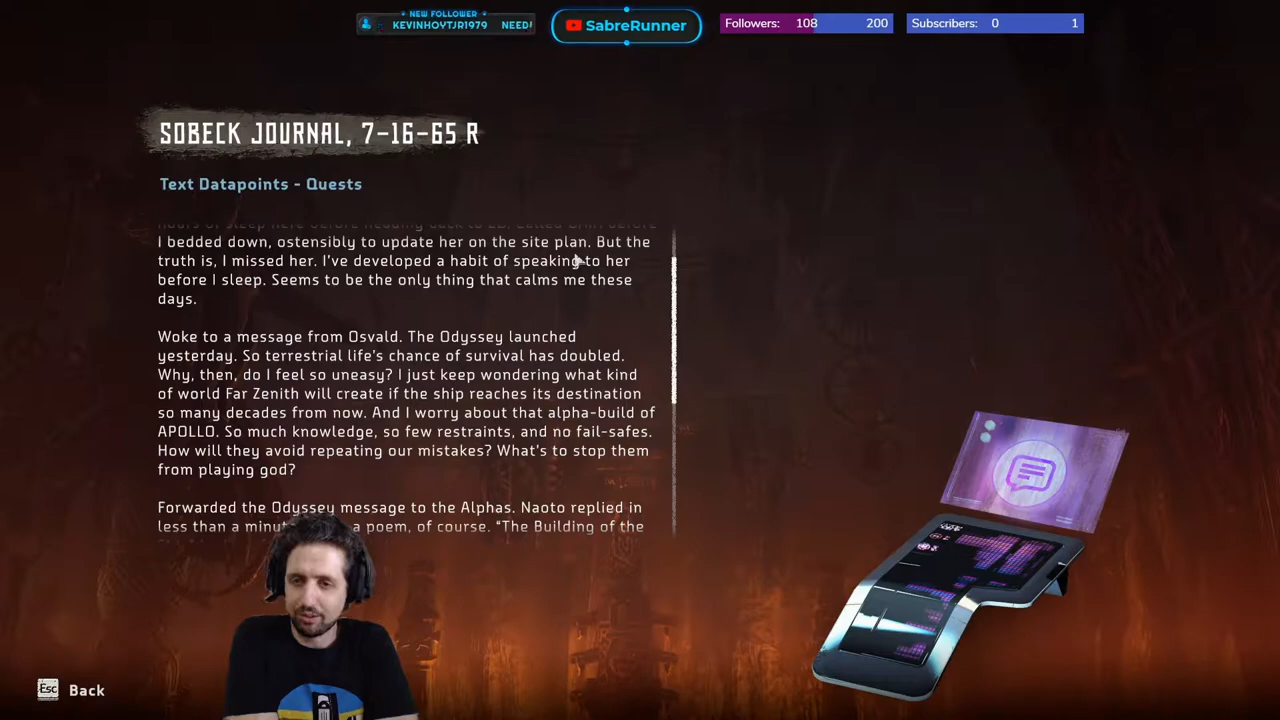 NEW FOLLOWER
KEVINHOYTJR1979 NEED!
SabreRunner
Followers: 108 200
Subscribers: 0 1
SOBECK JOURNAL, 7-16-65 R
Text Datapoints - Quests
I bedded down, ostensibly to update her on the site plan. But the
truth is, I missed her. I've developed a habit of speaking to her
before I sleep. Seems to be the only thing that calms me these
days.
Woke to a message from Osvald. The Odyssey launched
yesterday. So terrestrial life's chance of survival has doubled.
Why, then, do I feel so uneasy? I just keep wondering what kind
of world Far Zenith will create if the ship reaches its destination
so many decades from now. And I worry about that alpha-build of
APOLLO. So much knowledge, so few restraints, and no fail-safes.
How will they avoid repeating our mistakes? What's to stop them
from playing god?
Forwarded the Odyssey message to the Alphas. Naoto replied in
less than a minute a poem, of course. “The Building of the
Esc Back